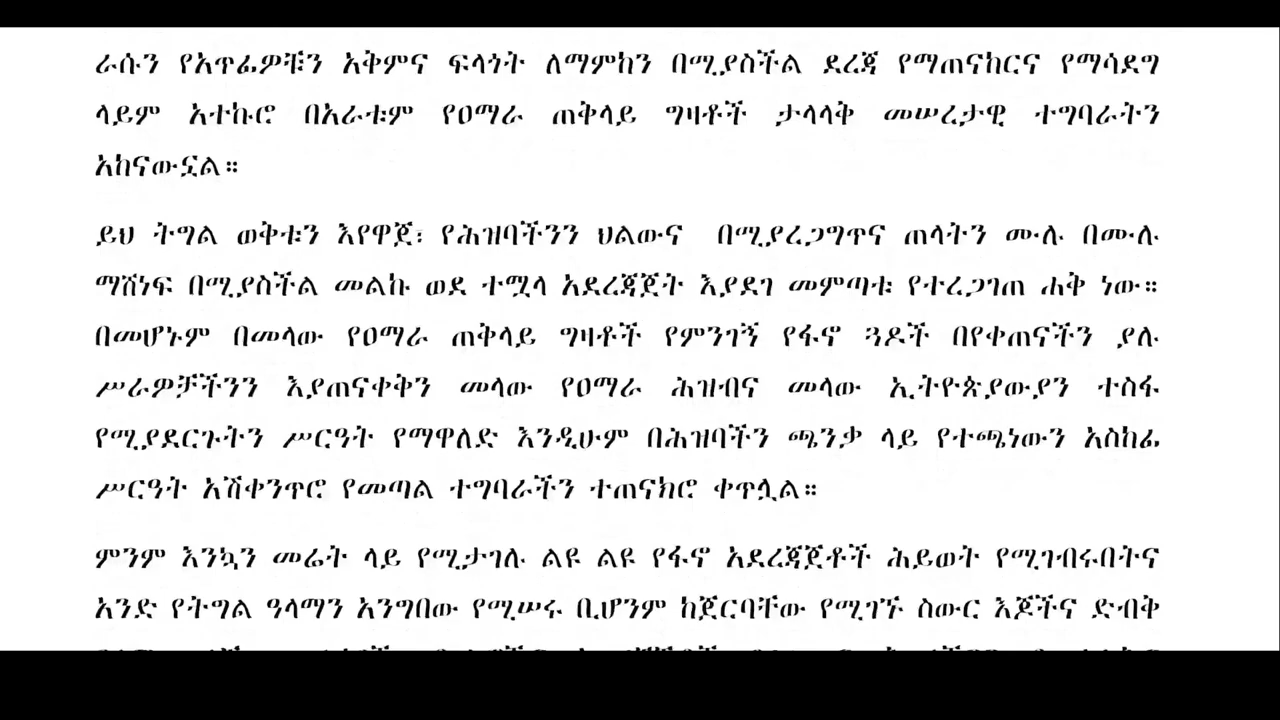 ራሱን የአጥፊዎቹን አቅምና ፍላጎት ለማምከን በሚያስችል ደረጃ የማጠናከርና የማሳደግ
ላይም አተኩሮ በአራቱም የዐማራ ጠቅላይ ግዛቶች ታላላቅ መሠረታዊ ተግባራትን
አከናውኗል።
ይህ ትግል ወቅቱን እየዋጀ፣ የሕዝባችንን ህልውና በሚያረጋግጥና ጠላትን ሙሉ በሙሉ
ማሸነፍ በሚያስችል መልኩ ወደ ተሟላ አደረጃጀት እያደገ መምጣቱ የተረጋገጠ ሐቅ ነው።
በመሆኑም በመላው የዐማራ ጠቅላይ ግዛቶች የምንገኝ የፋኖ ጓዶች በየቀጠናችን ያሉ
ሥራዎቻችንን እያጠናቀቅን መላው የዐማራ ሕዝብና መላው ኢትዮጵያውያን ተስፋ
የሚያደርጉትን ሥርዓት የማዋለድ እንዲሁም በሕዝባችን ጫንቃ ላይ የተጫነውን አስከፊ
ሥርዓት አሽቀንጥሮ የመጣል ተግባራችን ተጠናክሮ ቀጥሏል።
ምንም እንኳን መሬት ላይ የሚታገሉ ልዩ ልዩ የፋኖ አደረጃጀቶች ሕይወት የሚገብሩበትና
አንድ የትግል ዓላማን አንግበው የሚሠሩ ቢሆንም ከጀርባቸው የሚገኙ ስውር እጆችና ድብቅ